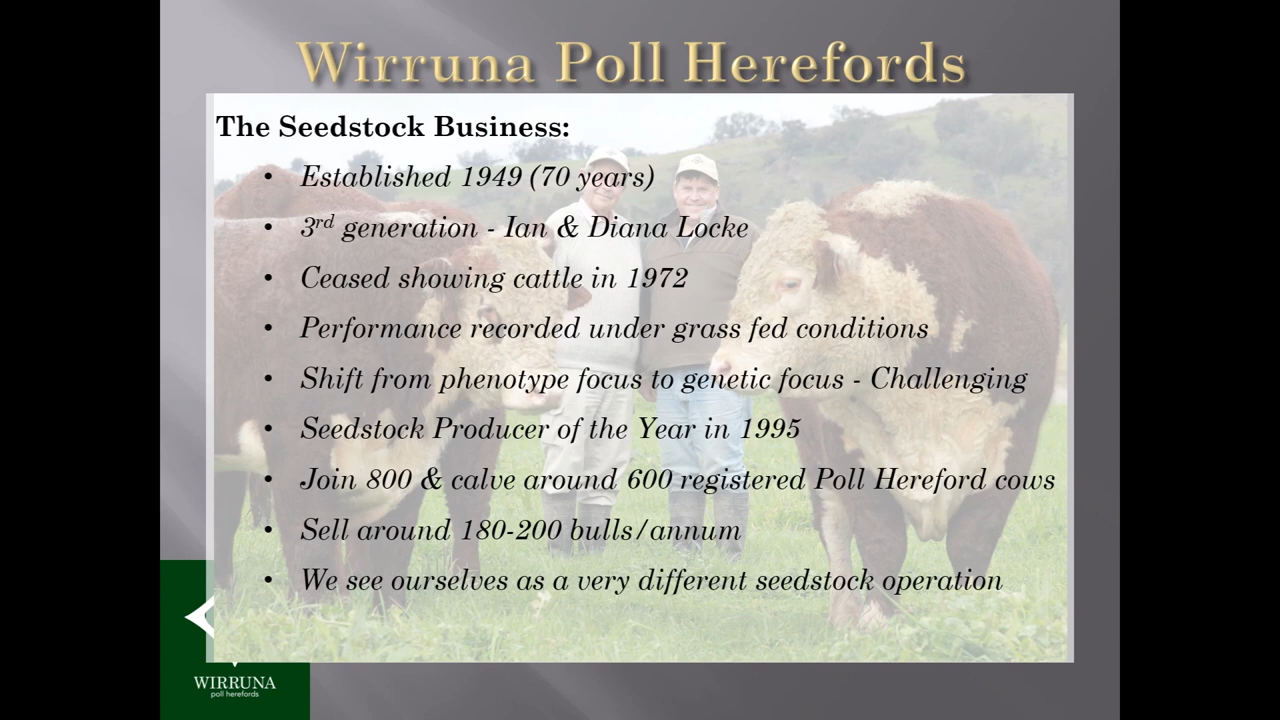 Wirruna Poll Herefords
The Seedstock Business:
• Established 1949 (70 years)
• 3rd generation - Ian & Diana Locke
• Ceased showing cattle in 1972
• Performance recorded under grass fed conditions
• Shift from phenotype focus to genetic focus - Challenging
• Seedstock Producer of the Year in 1995
• Join 800 & calve around 600 registered Poll Hereford cows
• Sell around 180-200 bulls/annum
• We see ourselves as a very different seedstock operation
WIRRUNA
poll herefords